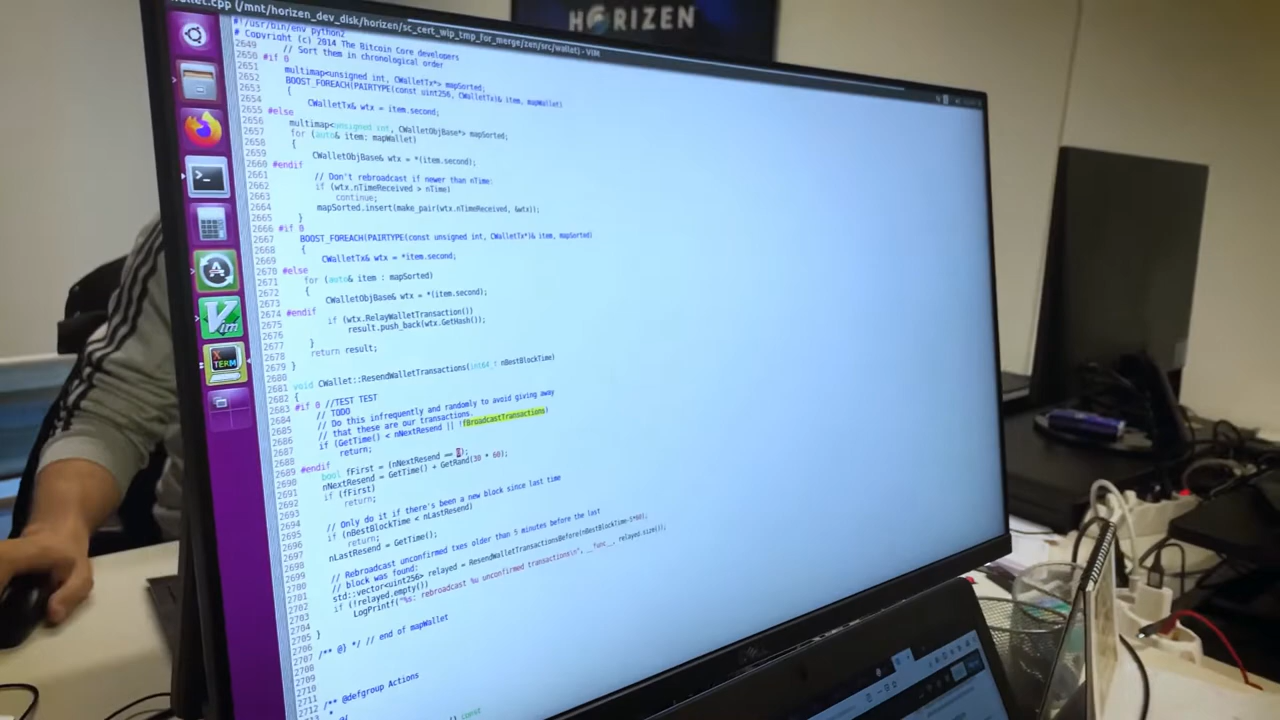 HORIZEN
wallet.cpp (/mnt/horizen_dev_disk/horizen/sc_cert_wip_tmp_for_merge/zen/src/wallet) - VIM
#!/usr/bin/env python2
# Copyright (c) 2014 The Bitcoin Core developers
2649 // Sort them in chronological order
2650 #if 0
2651 multimap<unsigned int, CWalletTx*> mapSorted;
2652 BOOST_FOREACH(PAIRTYPE(const uint256, CWalletTx)& item, mapWallet)
2653 {
2654 CWalletTx& wtx = item.second;
2655 #else
2656 multimap<unsigned int, CWalletObjBase*> mapSorted;
2657 for (auto& item: mapWallet)
2658 {
2659 CWalletObjBase& wtx = *(item.second);
2660 #endif
2661 // Don't rebroadcast if newer than nTime:
2662 if (wtx.nTimeReceived > nTime)
2663 continue;
2664 mapSorted.insert(make_pair(wtx.nTimeReceived, &wtx));
2665 }
2666 #if 0
2667 BOOST_FOREACH(PAIRTYPE(const unsigned int, CWalletTx*)& item, mapSorted)
2668 {
CWalletTx& wtx = *item.second;
2670 #else
2671 for (auto& item : mapSorted)
2672 {
2673 CWalletObjBase& wtx = *(item.second);
2674 #endif
2675 if (wtx.RelayWalletTransaction())
2676 result.push_back(wtx.GetHash());
2677 }
2678 return result;
2679 }
2680
2681 void CWallet::ResendWalletTransactions(int64_t nBestBlockTime)
2682 {
2683 #if 0 //TEST TEST
2684 // TODO
2685 // Do this infrequently and randomly to avoid giving away
2686 // that these are our transactions.
2687 if (GetTime() < nNextResend || !fBroadcastTransactions)
2688 return;
2689 #endif
2690 bool fFirst = (nNextResend == 0);
2691 nNextResend = GetTime() + GetRand(30 * 60);
2692 if (fFirst)
return;
2694 // Only do it if there's been a new block since last time
2695 if (nBestBlockTime < nLastResend)
2696 return;
2697 nLastResend = GetTime();
2699 // Rebroadcast unconfirmed txes older than 5 minutes before the last
2700 // block was found:
2701 std::vector<uint256> relayed = ResendWalletTransactionsBefore(nBestBlockTime-5*60);
2702 if (!relayed.empty())
2703 LogPrintf("%s: rebroadcast %u unconfirmed transactions\n", __func__, relayed.size());
2704 }
2705
2707 /** @} */ // end of mapWallet
2708
2710
2711 /** @defgroup Actions
2712 *
Vim
X
TERM
DELL